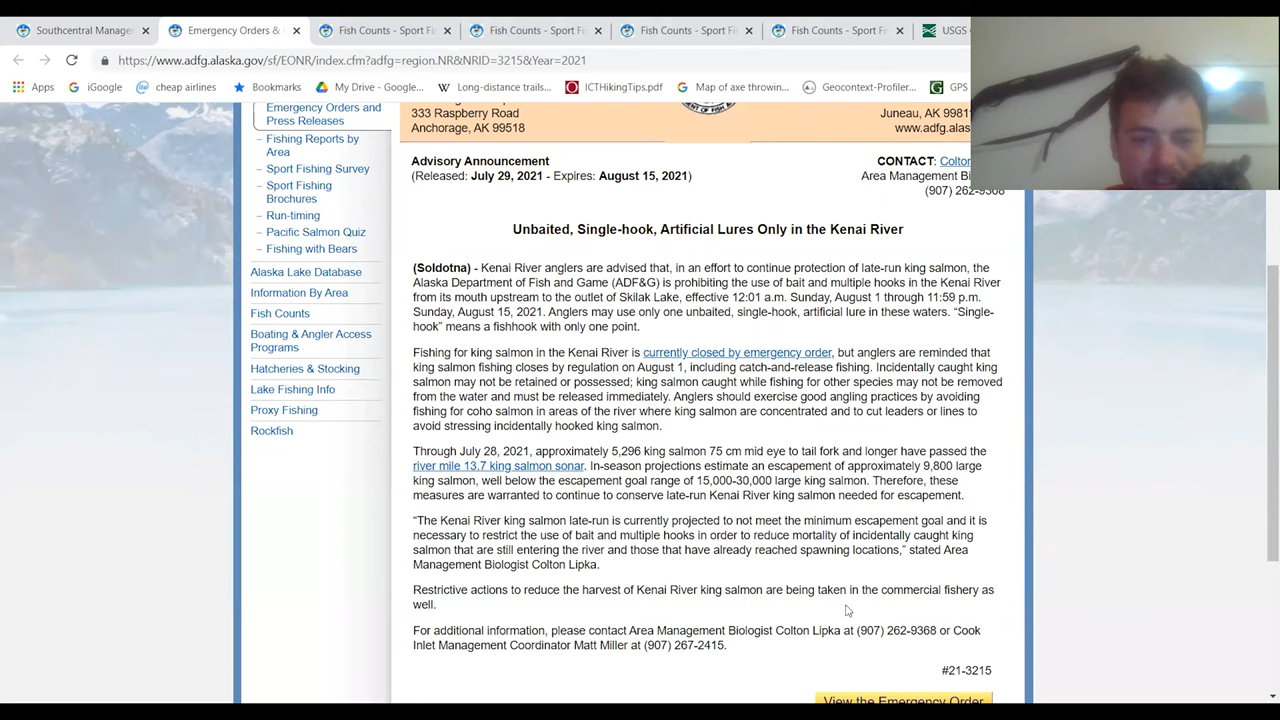 Southcentral Manager
Emergency Orders &
Fish Counts - Sport Fi
Fish Counts - Sport Fi
Fish Counts - Sport Fi
Fish Counts - Sport Fi
USGS
https://www.adfg.alaska.gov/sf/EONR/index.cfm?adfg=region.NR&NRID=3215&Year=2021
Apps
iGoogle
cheap airlines
Bookmarks
My Drive - Google...
Long-distance trails...
ICTHikingTips.pdf
Map of axe throwin...
Geocontext-Profiler...
GPS
Emergency Orders and
Press Releases
– Fishing Reports by
Area
– Sport Fishing Survey
– Sport Fishing
Brochures
– Run-timing
– Pacific Salmon Quiz
– Fishing with Bears
Alaska Lake Database
Information By Area
Fish Counts
Boating & Angler Access
Programs
Hatcheries & Stocking
Lake Fishing Info
Proxy Fishing
Rockfish
333 Raspberry Road
Anchorage, AK 99518
Juneau, AK 9981
www.adfg.alas
Advisory Announcement
(Released: July 29, 2021 - Expires: August 15, 2021)
CONTACT: Colton
Area Management Bi
(907) 262-9368
Unbaited, Single-hook, Artificial Lures Only in the Kenai River
(Soldotna) - Kenai River anglers are advised that, in an effort to continue protection of late-run king salmon, the
Alaska Department of Fish and Game (ADF&G) is prohibiting the use of bait and multiple hooks in the Kenai River
from its mouth upstream to the outlet of Skilak Lake, effective 12:01 a.m. Sunday, August 1 through 11:59 p.m.
Sunday, August 15, 2021. Anglers may use only one unbaited, single-hook, artificial lure in these waters. “Single-
hook” means a fishhook with only one point.
Fishing for king salmon in the Kenai River is currently closed by emergency order, but anglers are reminded that
king salmon fishing closes by regulation on August 1, including catch-and-release fishing. Incidentally caught king
salmon may not be retained or possessed; king salmon caught while fishing for other species may not be removed
from the water and must be released immediately. Anglers should exercise good angling practices by avoiding
fishing for coho salmon in areas of the river where king salmon are concentrated and to cut leaders or lines to
avoid stressing incidentally hooked king salmon.
Through July 28, 2021, approximately 5,296 king salmon 75 cm mid eye to tail fork and longer have passed the
river mile 13.7 king salmon sonar. In-season projections estimate an escapement of approximately 9,800 large
king salmon, well below the escapement goal range of 15,000-30,000 large king salmon. Therefore, these
measures are warranted to continue to conserve late-run Kenai River king salmon needed for escapement.
“The Kenai River king salmon late-run is currently projected to not meet the minimum escapement goal and it is
necessary to restrict the use of bait and multiple hooks in order to reduce mortality of incidentally caught king
salmon that are still entering the river and those that have already reached spawning locations,” stated Area
Management Biologist Colton Lipka.
Restrictive actions to reduce the harvest of Kenai River king salmon are being taken in the commercial fishery as
well.
For additional information, please contact Area Management Biologist Colton Lipka at (907) 262-9368 or Cook
Inlet Management Coordinator Matt Miller at (907) 267-2415.
#21-3215
View the Emergency Order